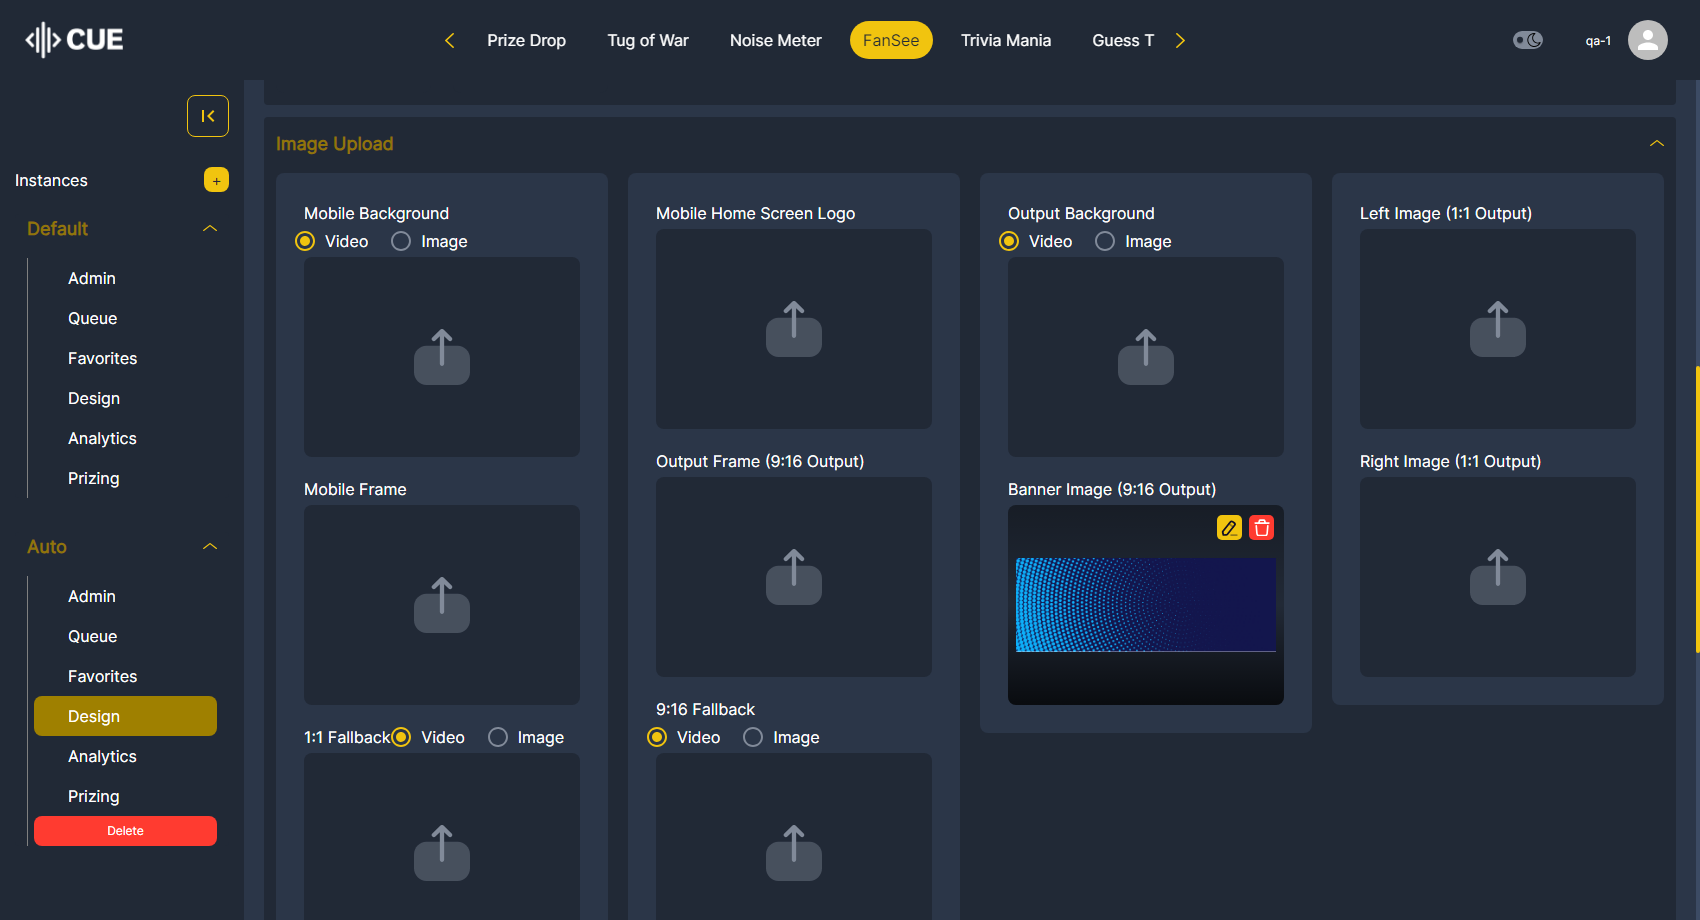 CUE
Prize Drop
Tug of War
Noise Meter
FanSee
Trivia Mania
Guess T
qa-1
Instances
+
Default
Admin
Queue
Favorites
Design
Analytics
Prizing
Auto
Admin
Queue
Favorites
Design
Analytics
Prizing
Delete
Image Upload
Mobile Background
Video Image
Mobile Frame
1:1 Fallback Video Image
Mobile Home Screen Logo
Output Frame (9:16 Output)
9:16 Fallback
Video Image
Output Background
Video Image
Banner Image (9:16 Output)
Left Image (1:1 Output)
Right Image (1:1 Output)